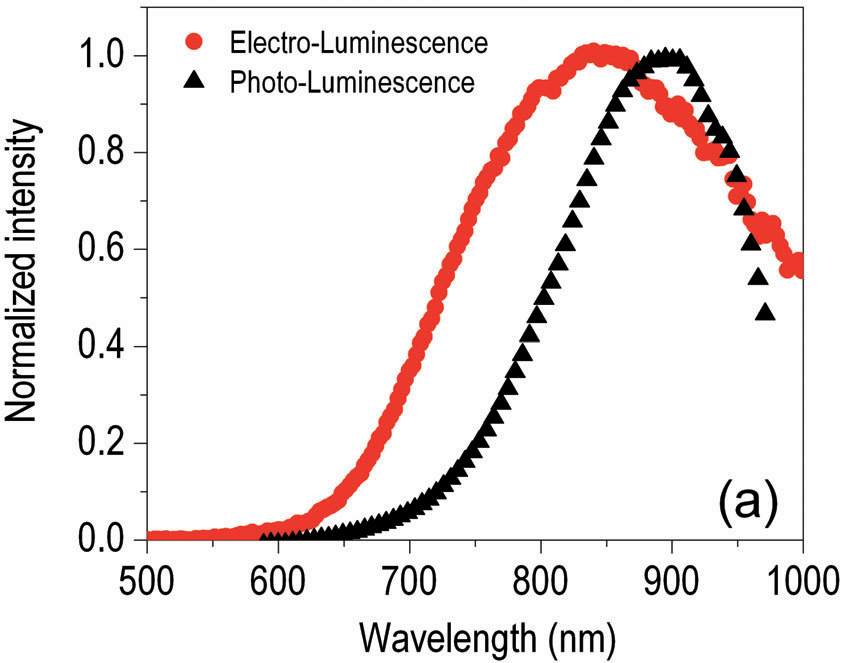 Electro-Luminescence
Photo-Luminescence
Normalized intensity
1.0
0.8
0.6
0.4
0.2
0.0
(a)
500 600 700 800 900 1000
Wavelength (nm)